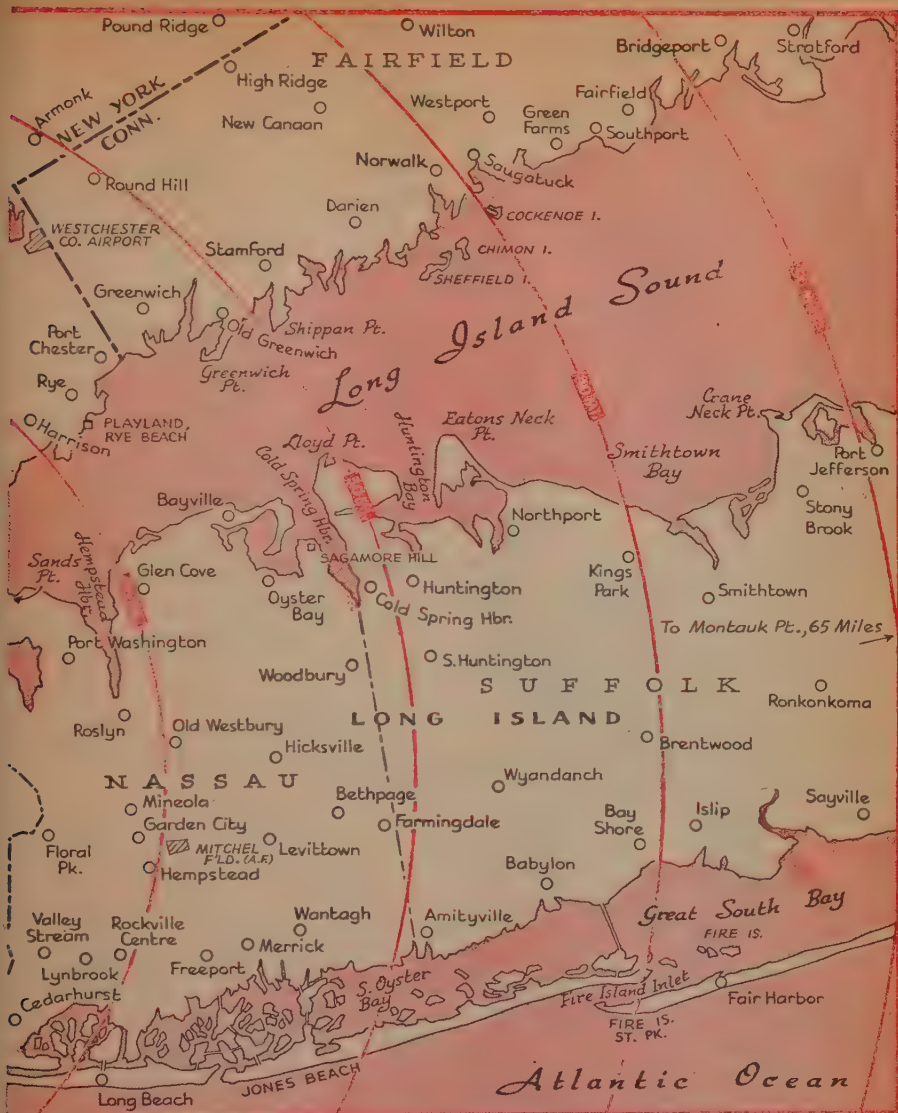 Pound Ridge
Wilton
Bridgeport
Stratford
FAIRFIELD
High Ridge
Armonk
NEW YORK
CONN.
New Canaan
Westport
Fairfield
Green
Farms
Southport
Norwalk
Saugatuck
Round Hill
Darien
COCKENOE I.
WESTCHESTER
CO. AIRPORT
Stamford
CHIMON I.
SHEFFIELD I.
Greenwich
Long Island Sound
Shippan Pt.
Old Greenwich
Port
Chester
Greenwich
Pt.
Rye
Harrison
PLAYLAND,
RYE BEACH
Lloyd Pt.
Cold Spring Hbr.
Huntington
Bay
Eatons Neck
Pt.
Crane
Neck Pt.
Smithtown
Bay
Port
Jefferson
Bayville
Northport
Stony
Brook
Sands
Pt.
Hempstead
Hbr.
SAGAMORE HILL
Glen Cove
Oyster
Bay
Huntington
Cold Spring Hbr.
Kings
Park
Smithtown
To Montauk Pt., 65 Miles
Port Washington
Woodbury
S. Huntington
SUFFOLK
Ronkonkoma
Roslyn
Old Westbury
LONG ISLAND
Hicksville
Brentwood
NASSAU
Wyandanch
Mineola
Bethpage
Bay
Shore
Islip
Sayville
Garden City
Farmingdale
Floral
Pk.
MITCHEL
F'LD. (A.F.)
Levittown
Hempstead
Babylon
Valley
Stream
Rockville
Centre
Wantagh
Amityville
Great South Bay
FIRE IS.
Lynbrook
Freeport
Merrick
Cedarhurst
S. Oyster
Bay
Fire Island Inlet
Fair Harbor
FIRE IS.
ST. PK.
JONES BEACH
Long Beach
Atlantic Ocean